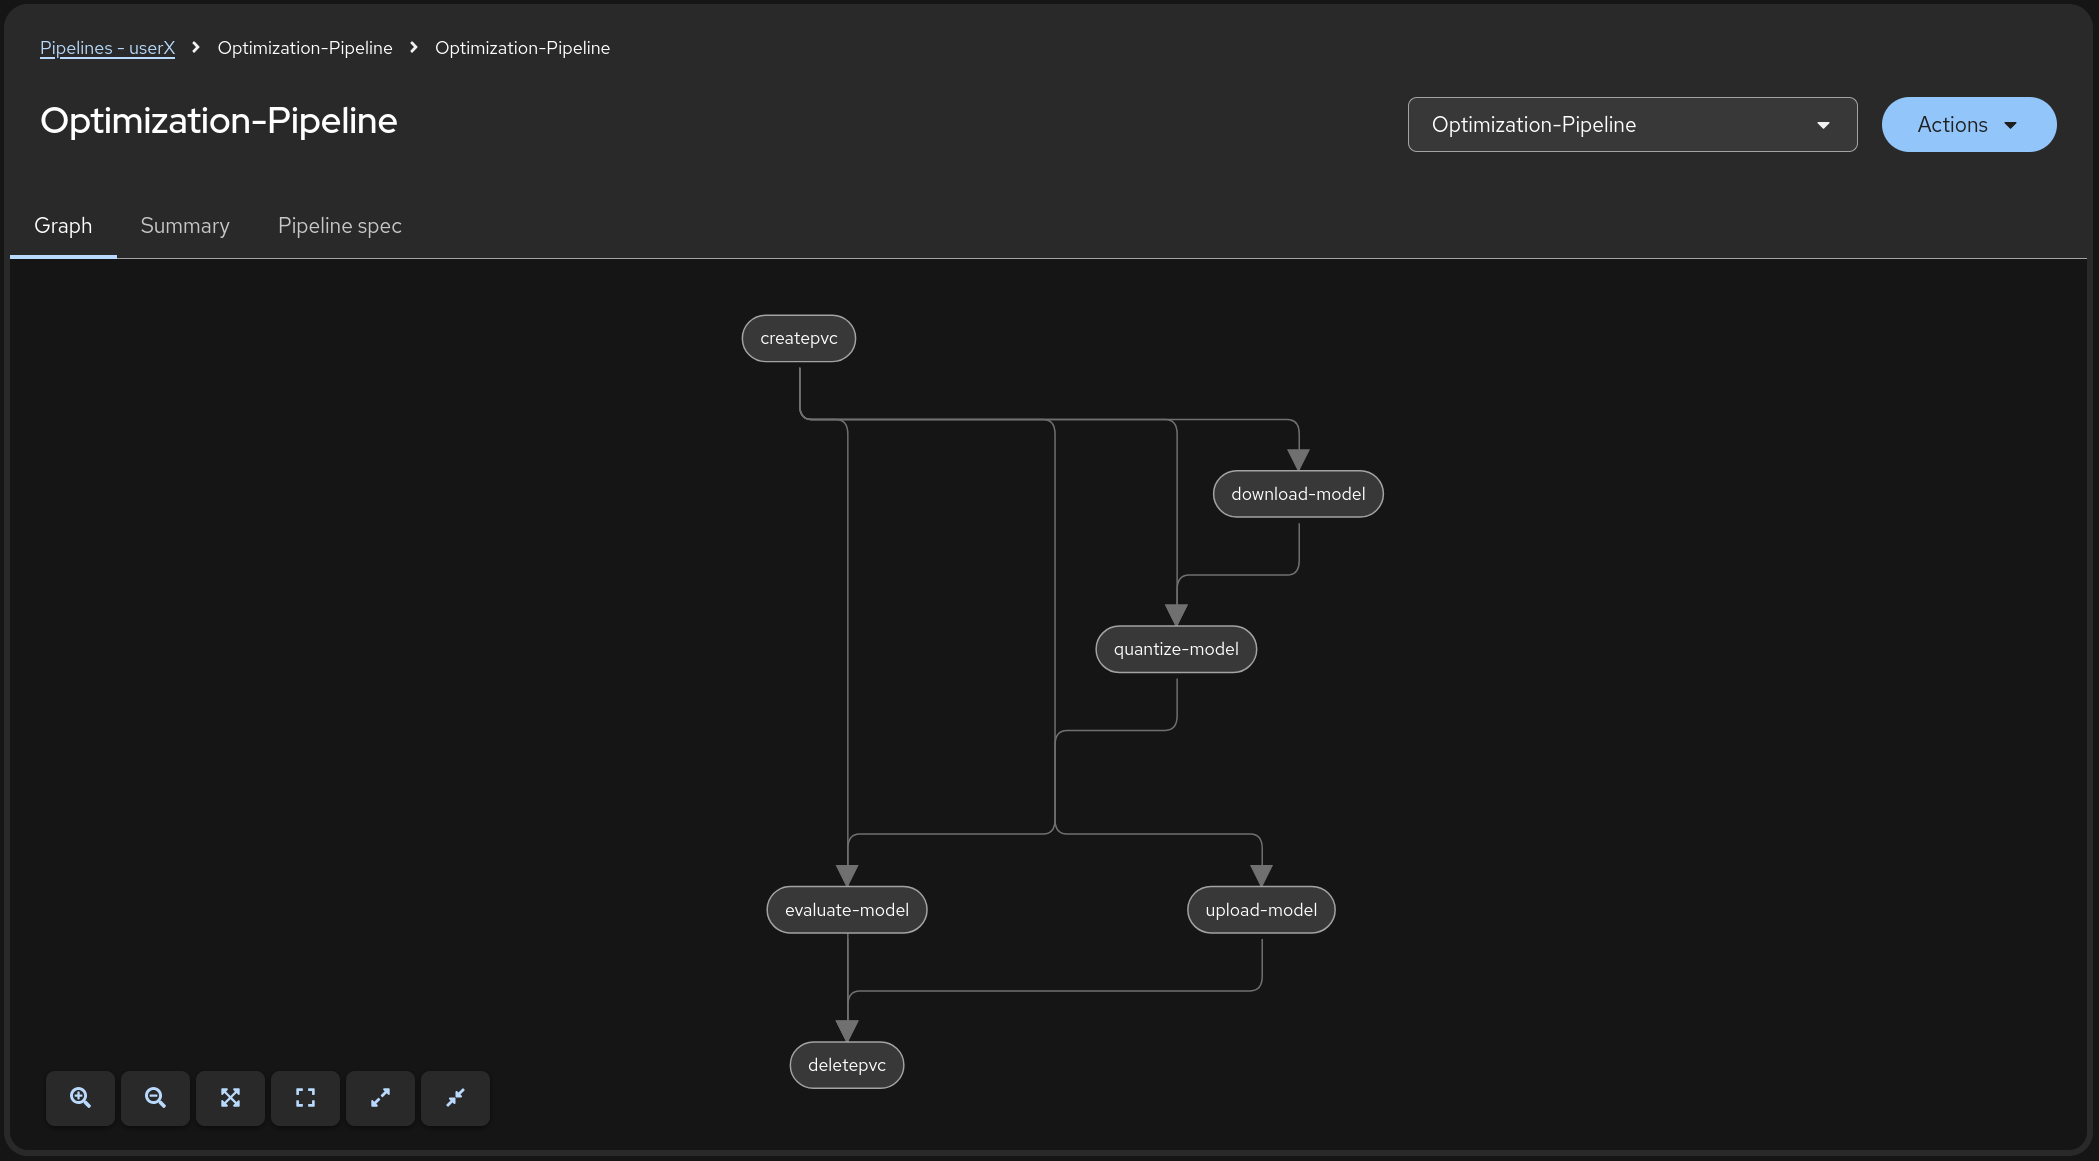 Pipelines - userX Optimization-Pipeline Optimization-Pipeline
Optimization-Pipeline
Optimization-Pipeline
Actions
Graph Summary Pipeline spec
createpvc
download-model
quantize-model
evaluate-model upload-model
deletepvc